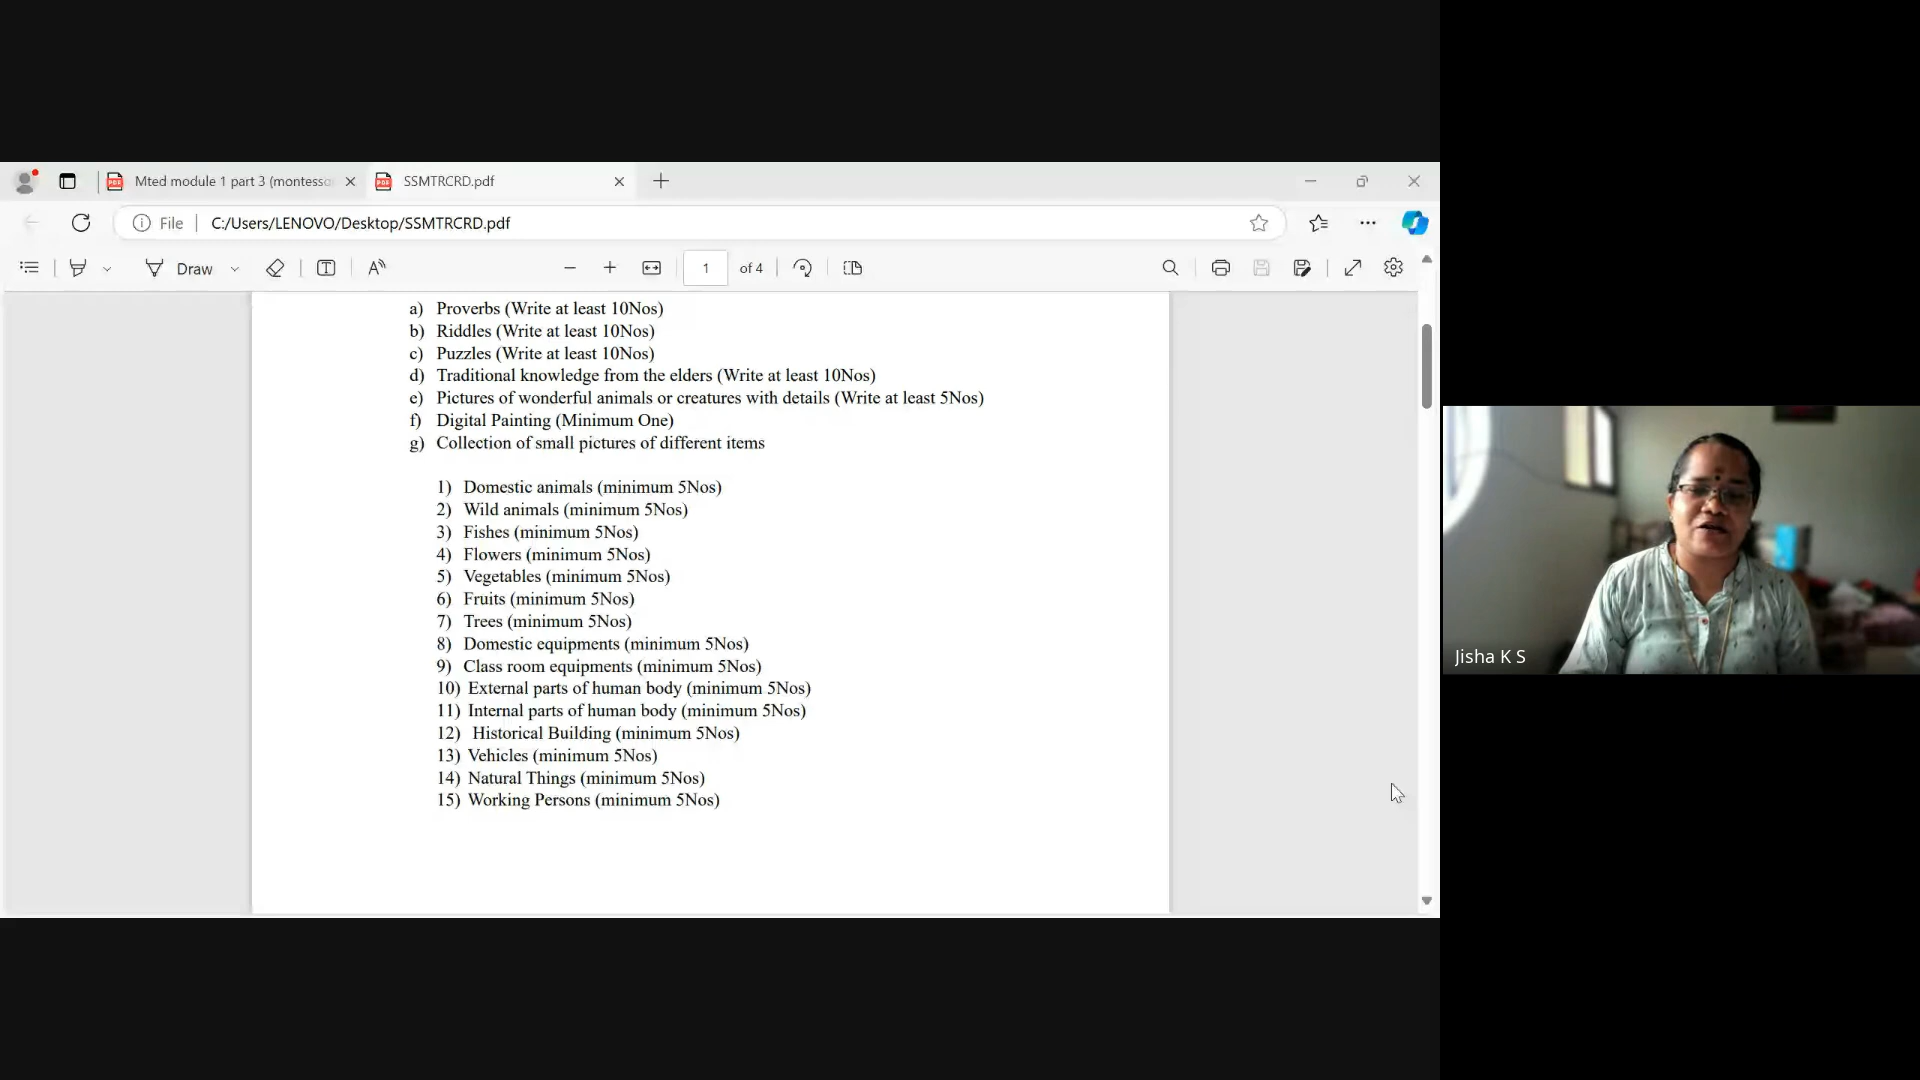 Mted module 1 part 3 (montesso
SSMTRCRD.pdf
File
C:/Users/LENOVO/Desktop/SSMTRCRD.pdf
Draw
1 of 4
a) Proverbs (Write at least 10Nos)
b) Riddles (Write at least 10Nos)
c) Puzzles (Write at least 10Nos)
d) Traditional knowledge from the elders (Write at least 10Nos)
e) Pictures of wonderful animals or creatures with details (Write at least 5Nos)
f) Digital Painting (Minimum One)
g) Collection of small pictures of different items
1) Domestic animals (minimum 5Nos)
2) Wild animals (minimum 5Nos)
3) Fishes (minimum 5Nos)
4) Flowers (minimum 5Nos)
5) Vegetables (minimum 5Nos)
6) Fruits (minimum 5Nos)
7) Trees (minimum 5Nos)
8) Domestic equipments (minimum 5Nos)
9) Class room equipments (minimum 5Nos)
10) External parts of human body (minimum 5Nos)
11) Internal parts of human body (minimum 5Nos)
12) Historical Building (minimum 5Nos)
13) Vehicles (minimum 5Nos)
14) Natural Things (minimum 5Nos)
15) Working Persons (minimum 5Nos)
Jisha K S